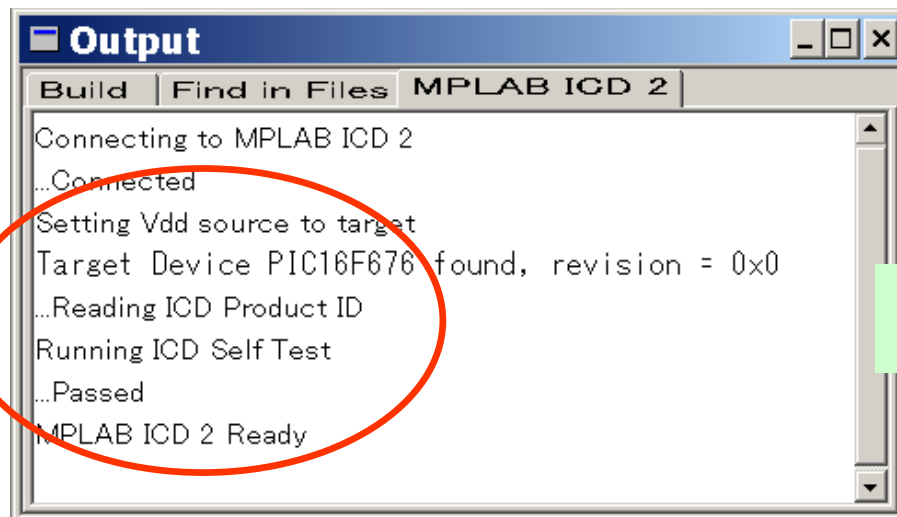 Output
Build Find in Files MPLAB ICD 2
Connecting to MPLAB ICD 2
...Connected
Setting Vdd source to target
Target Device PIC16F676 found, revision = 0x0
...Reading ICD Product ID
Running ICD Self Test
...Passed
MPLAB ICD 2 Ready